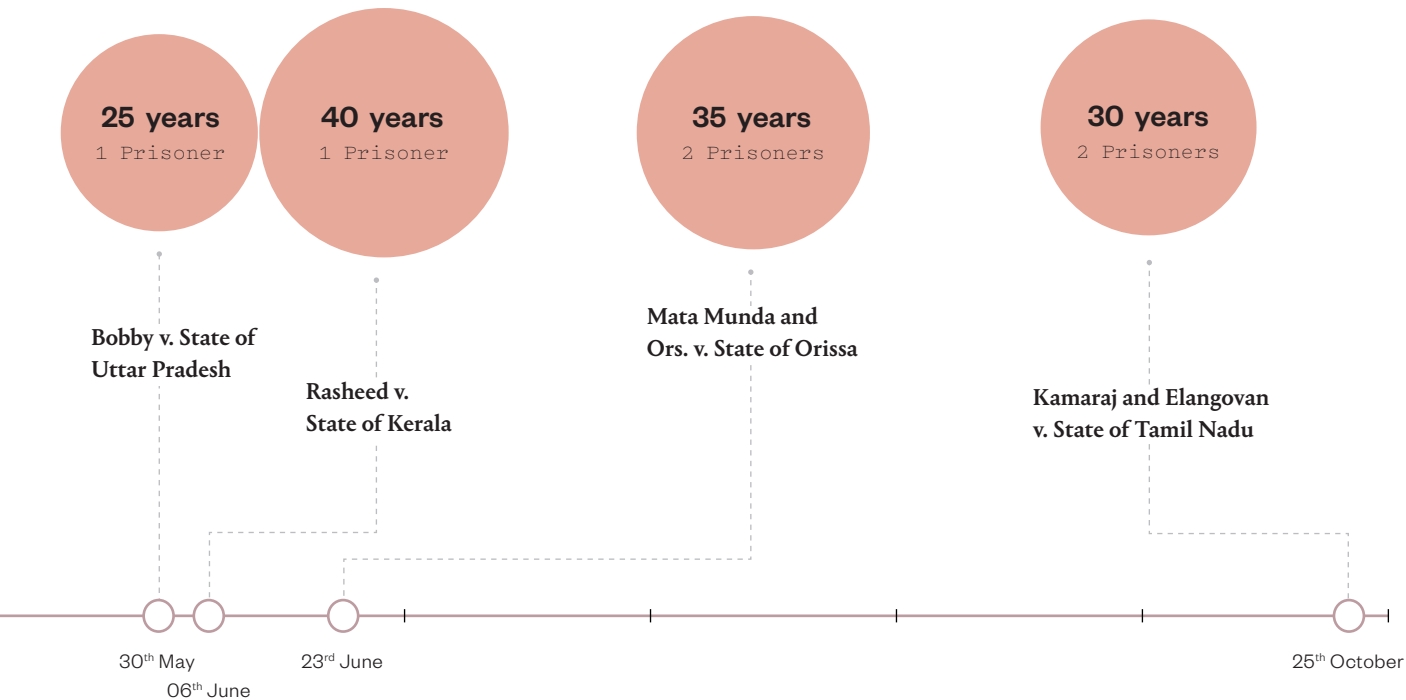 25 years
1 Prisoner
40 years
1 Prisoner
35 years
2 Prisoners
30 years
2 Prisoners
Bobby v. State of
Uttar Pradesh
Rasheed v.
State of Kerala
Mata Munda and
Ors. v. State of Orissa
Kamaraj and Elangovan
v. State of Tamil Nadu
30th May
06th June
23rd June
25th October